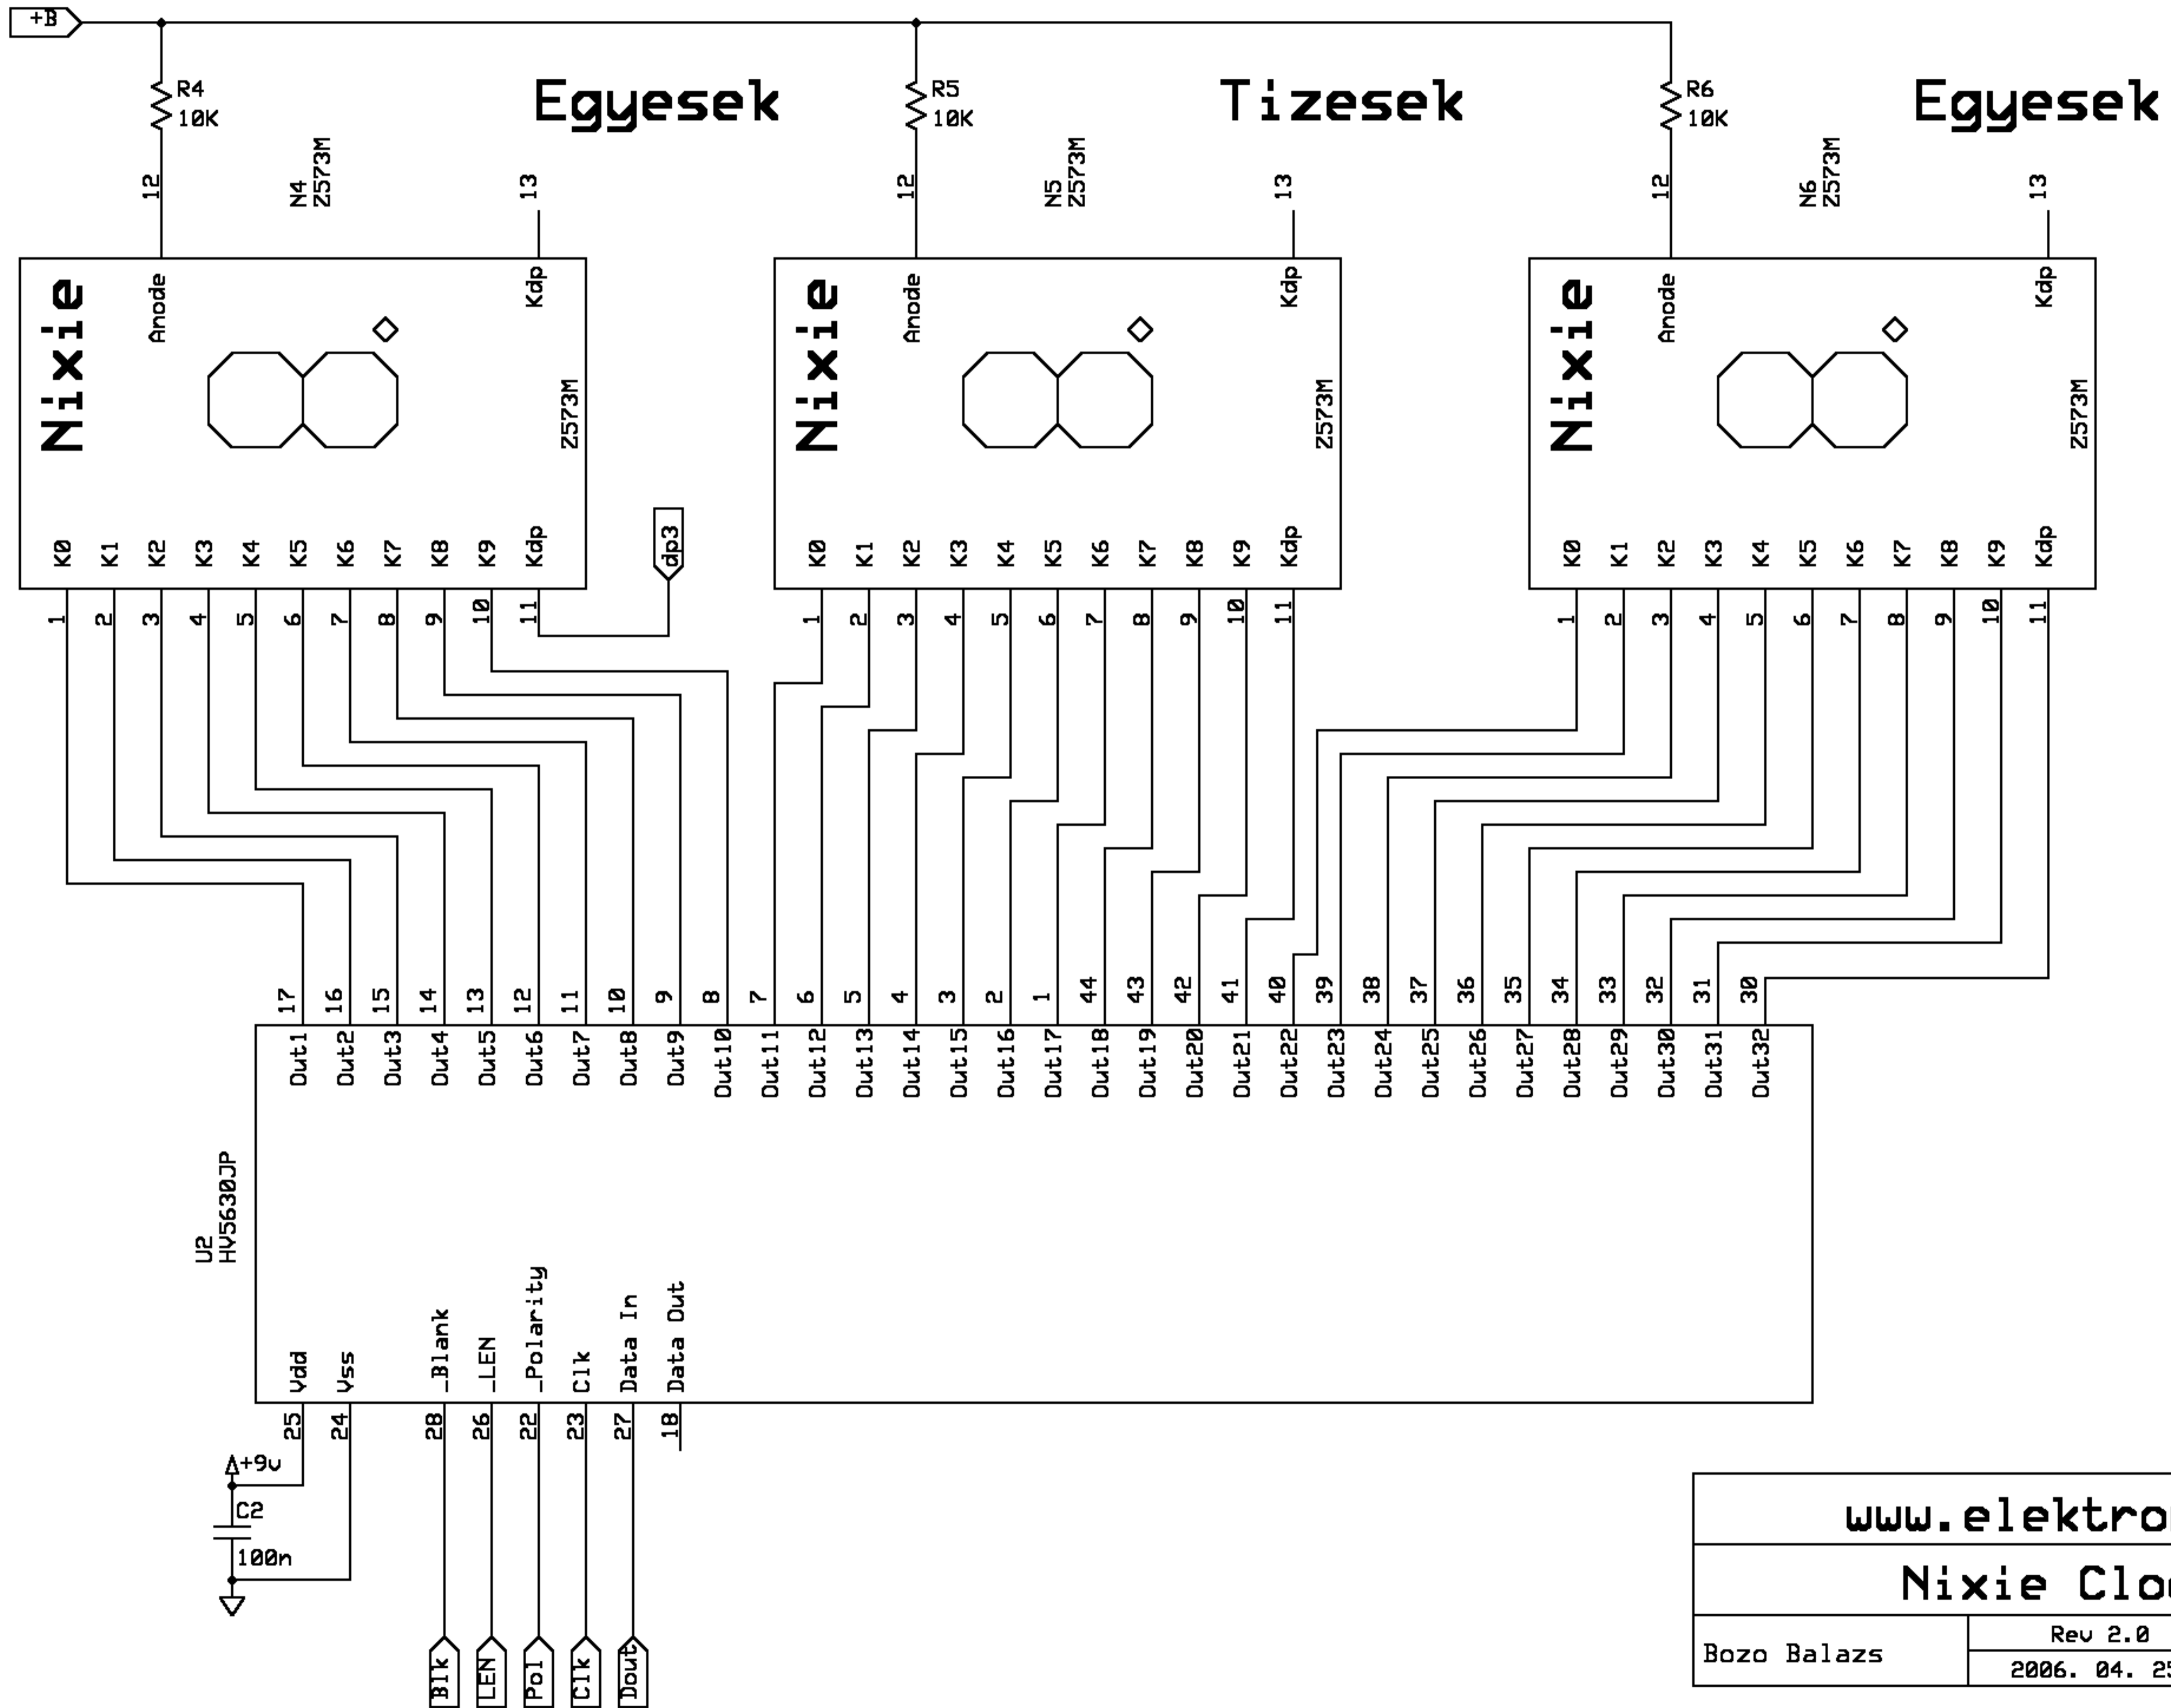 +B
R4
10K
Egyesek
R5
10K
Tizesek
R6
10K
Egyesek
12
N4
Z573M
13
12
N5
Z573M
13
12
N6
Z573M
13
Nixie
Anode
Kdp
Z573M
Nixie
Anode
Kdp
Z573M
Nixie
Anode
Kdp
Z573M
K0 K1 K2 K3 K4 K5 K6 K7 K8 K9 Kdp
dp3
K0 K1 K2 K3 K4 K5 K6 K7 K8 K9 Kdp
K0 K1 K2 K3 K4 K5 K6 K7 K8 K9 Kdp
1 2 3 4 5 6 7 8 9 10 11
1 2 3 4 5 6 7 8 9 10 11
1 2 3 4 5 6 7 8 9 10 11
17 16 15 14 13 12 11 10 9 8 7 6 5 4 3 2 1 44 43 42 41 40 39 38 37 36 35 34 33 32 31 30
Out1 Out2 Out3 Out4 Out5 Out6 Out7 Out8 Out9 Out10 Out11 Out12 Out13 Out14 Out15 Out16 Out17 Out18 Out19 Out20 Out21 Out22 Out23 Out24 Out25 Out26 Out27 Out28 Out29 Out30 Out31 Out32
U2
HV5630JP
Vdd
Vss
_Blank
_LEN
_Polarity
Clk
Data In
Data Out
25 24 28 26 22 23 27 18
+9v
C2
100n
Blk
LEN
Pol
Clk
Dout
www.elektro
Nixie Clo
Bozo Balazs
Rev 2.0
2006. 04. 25